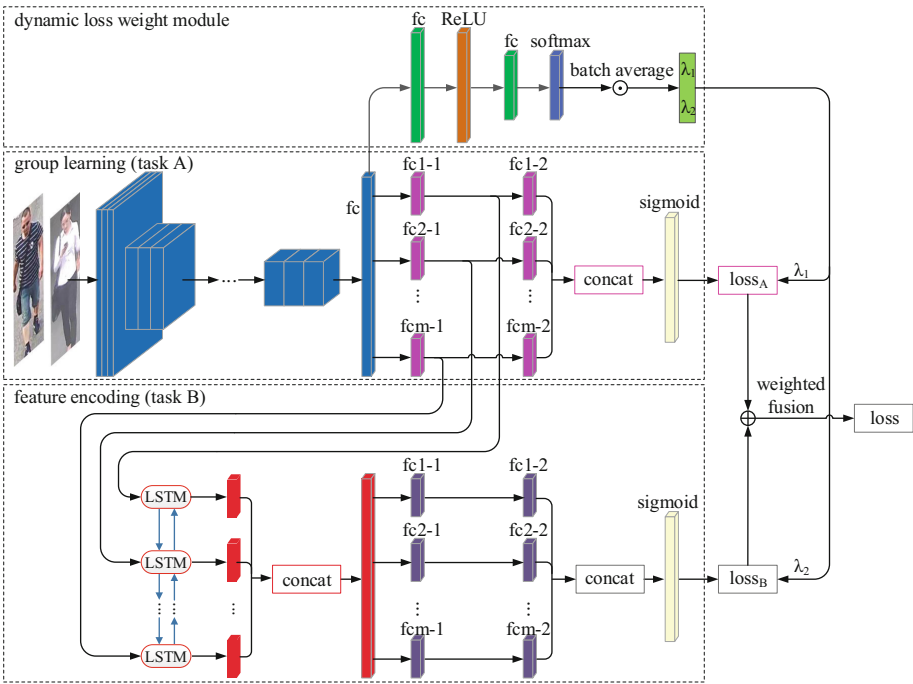 dynamic loss weight module
fc
ReLU
fc
softmax
batch average
λ1
λ2
group learning (task A)
fc
fc1-1
fc1-2
fc2-1
fc2-2
...
...
...
fcm-1
fcm-2
concat
sigmoid
lossA
λ1
weighted
fusion
loss
feature encoding (task B)
LSTM
LSTM
...
...
LSTM
...
concat
fc1-1
fc1-2
fc2-1
fc2-2
...
...
fcm-1
fcm-2
concat
sigmoid
lossB
λ2